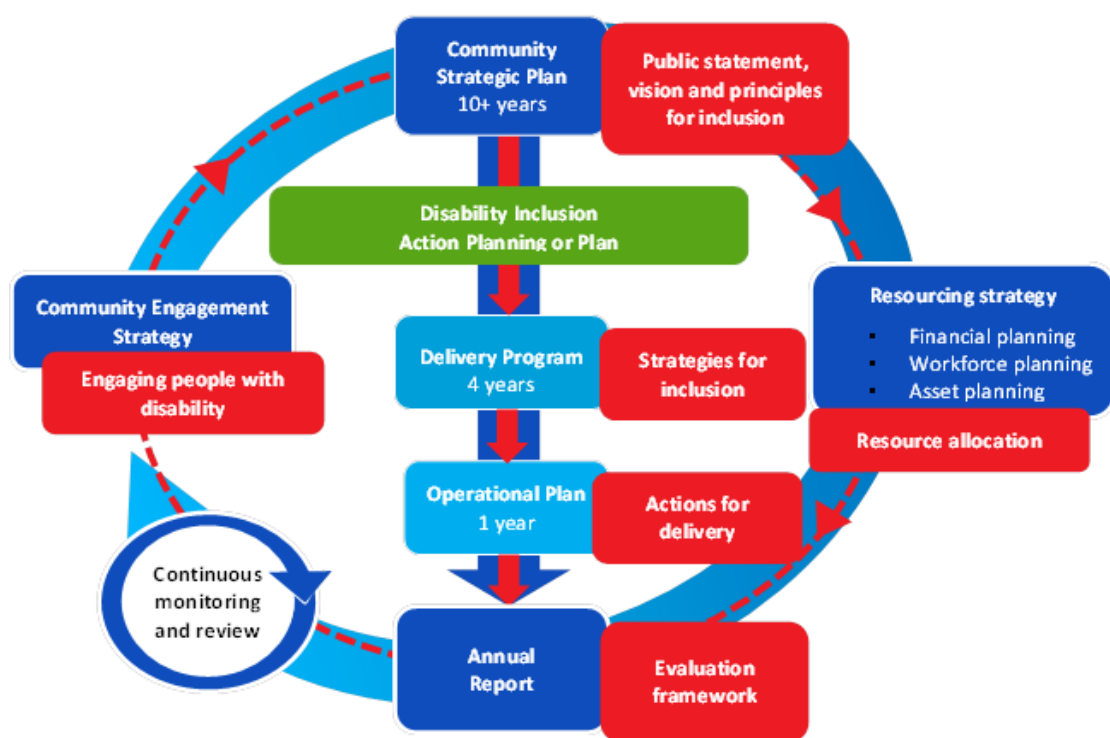 Community
Strategic Plan
10+ years
Public statement,
vision and principles
for inclusion
Disability Inclusion
Action Planning or Plan
Community Engagement
Strategy
Engaging people with
disability
Delivery Program
4 years
Strategies for
inclusion
Resourcing strategy
▪ Financial planning
▪ Workforce planning
▪ Asset planning
Resource allocation
Operational Plan
1 year
Actions for
delivery
Continuous
monitoring
and review
Annual
Report
Evaluation
framework